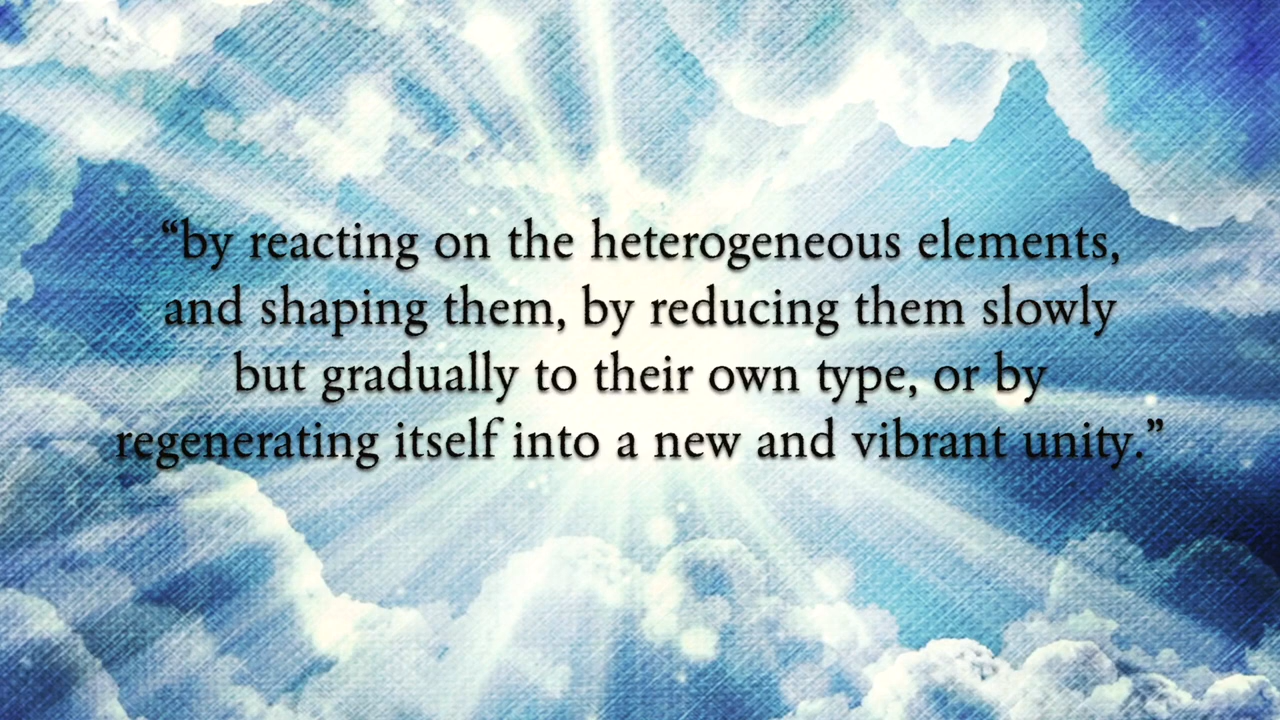 “by reacting on the heterogeneous elements,
and shaping them, by reducing them slowly
but gradually to their own type, or by
regenerating itself into a new and vibrant unity.”